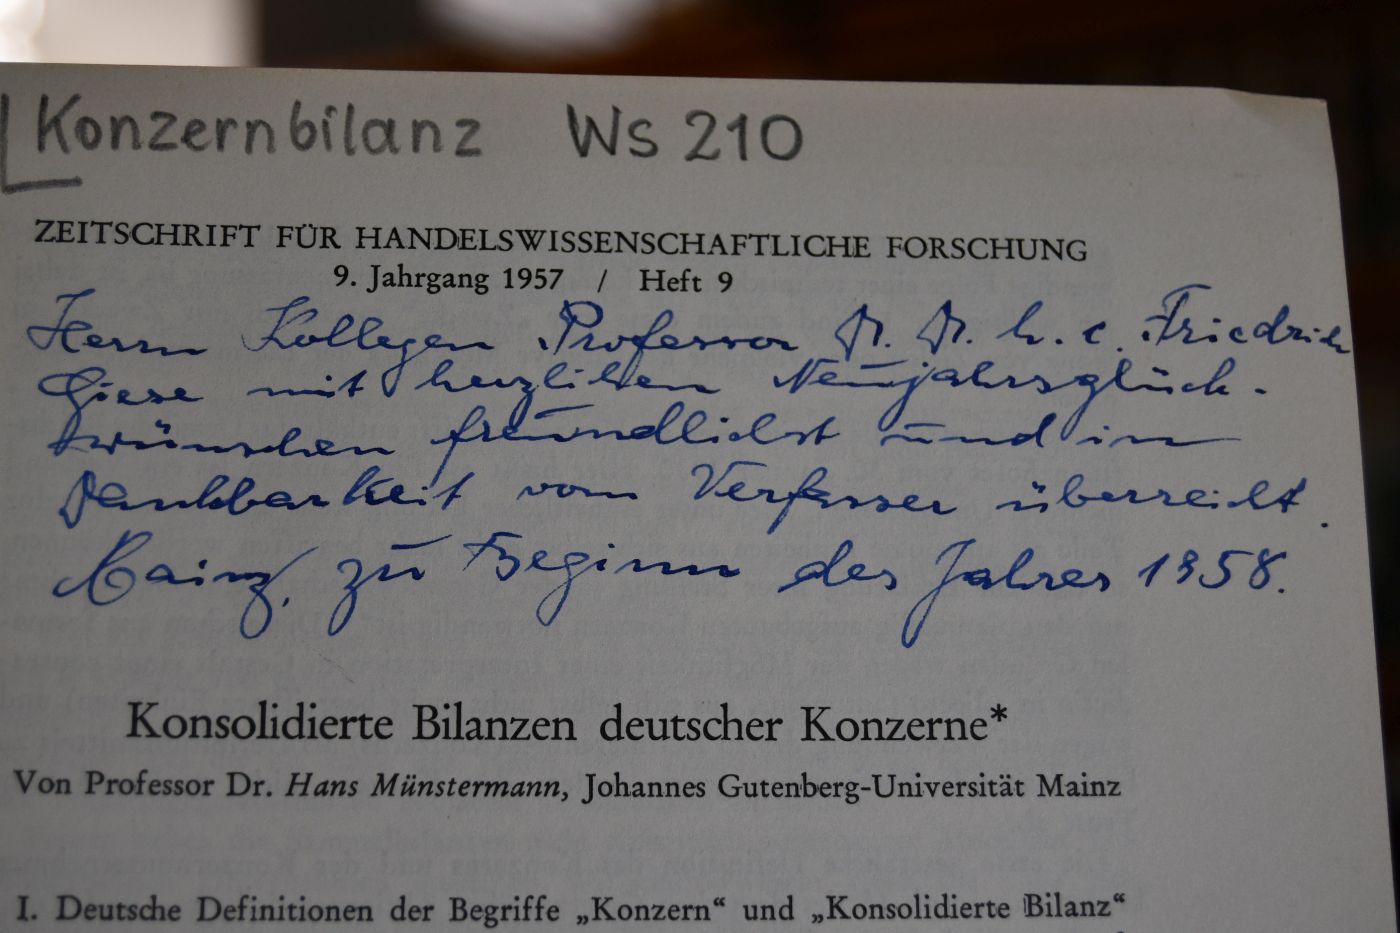 Konzernbilanz Ws 210
ZEITSCHRIFT FÜR HANDELSWISSENSCHAFTLICHE FORSCHUNG
9. Jahrgang 1957 / Heft 9
Herrn Kollegen Professor Dr. Dr. h. c. Friedrich
Giese mit herzlichen Neujahrsglück-
wünschen freundlichst und in
Dankbarkeit vom Verfasser überreicht.
Mainz, zu Beginn des Jahres 1958.
Konsolidierte Bilanzen deutscher Konzerne*
Von Professor Dr. Hans Münstermann, Johannes Gutenberg-Universität Mainz
I. Deutsche Definitionen der Begriffe „Konzern“ und „Konsolidierte Bilanz“